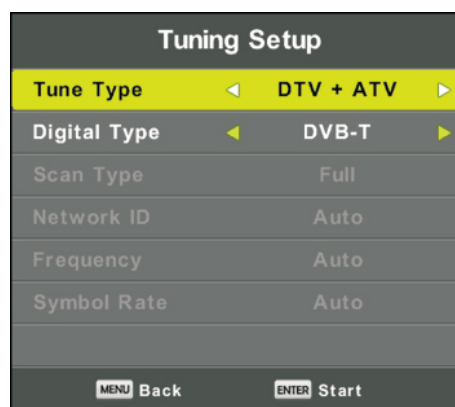 Tuning Setup
Tune Type DTV + ATV
Digital Type DVB-T
Scan Type Full
Network ID Auto
Frequency Auto
Symbol Rate Auto
MENU Back ENTER Start